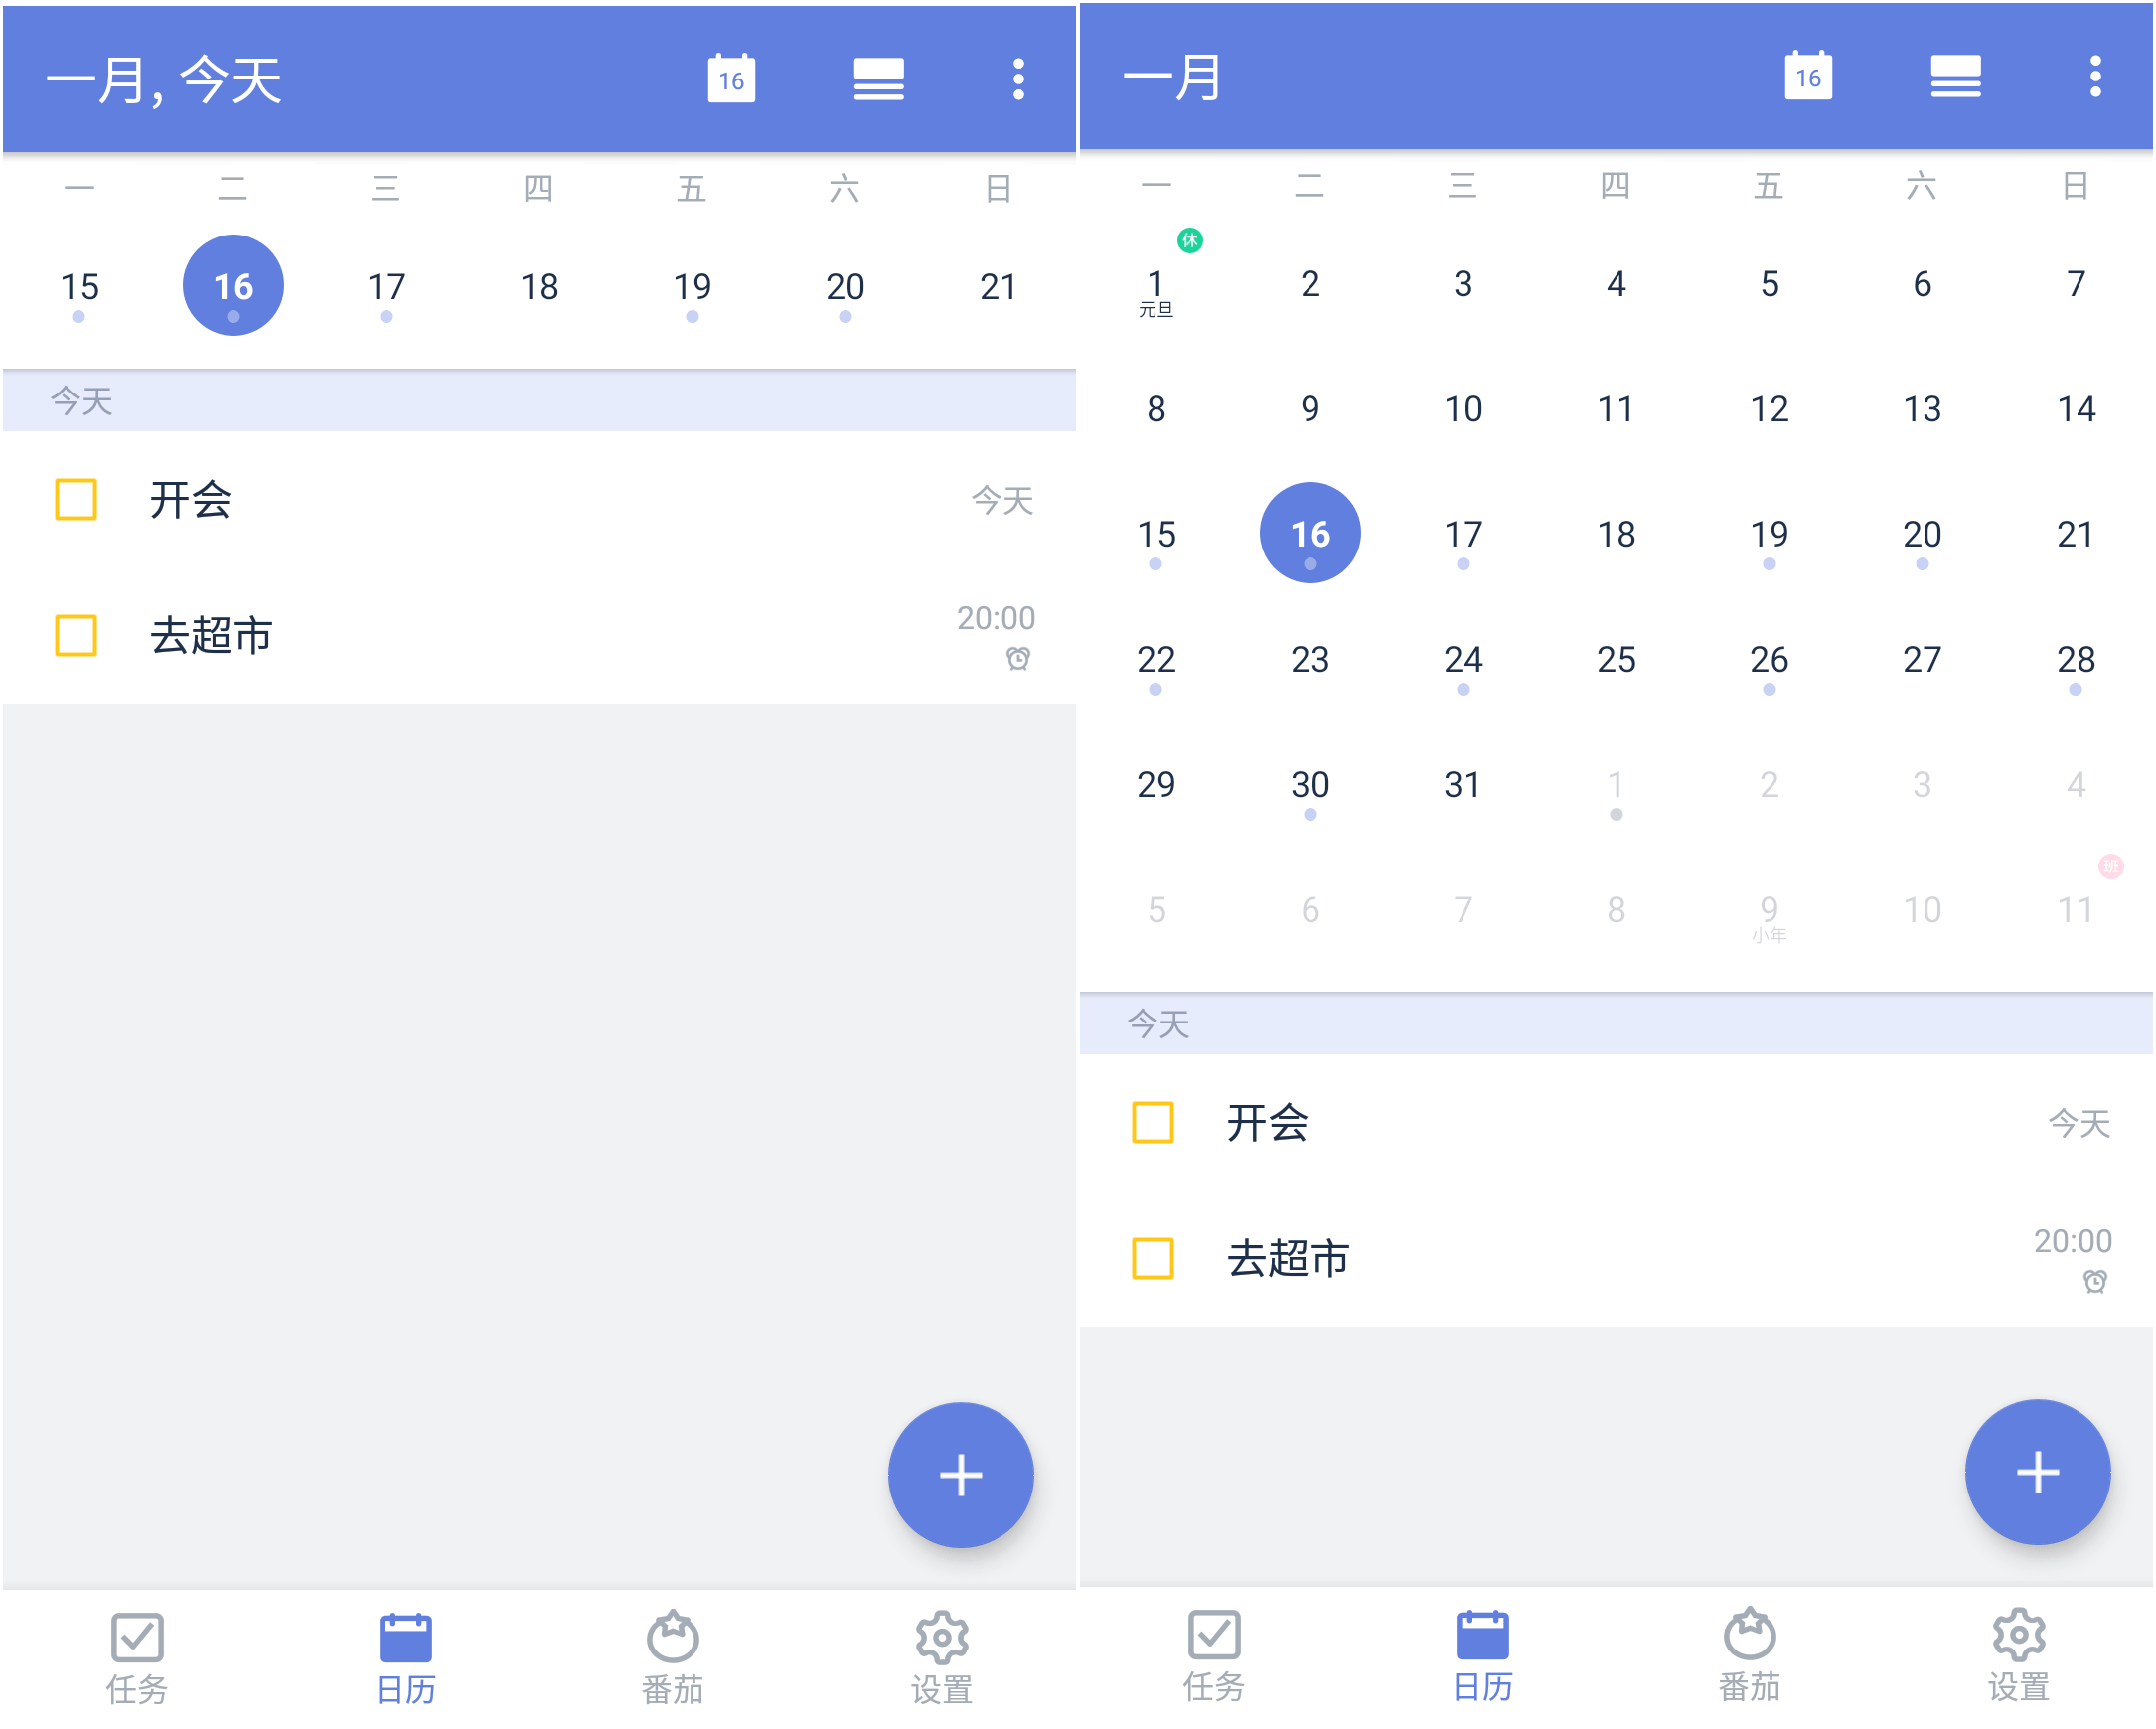 一月, 今天
16
一 二 三 四 五 六 日
15 16 17 18 19 20 21
今天
开会 今天
去超市 20:00
任务 日历 番茄 设置
一月
16
一 二 三 四 五 六 日
休
1 2 3 4 5 6 7
元旦
8 9 10 11 12 13 14
15 16 17 18 19 20 21
22 23 24 25 26 27 28
29 30 31 1 2 3 4
班
5 6 7 8 9 10 11
小年
今天
开会 今天
去超市 20:00
任务 日历 番茄 设置